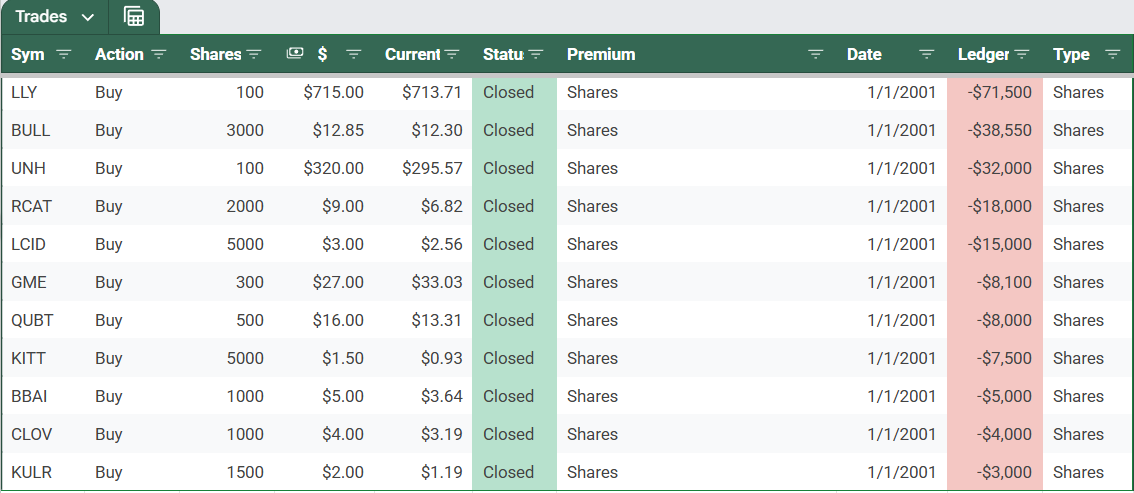 Trades
Sym Action Shares $ Current Statu Premium Date Ledger Type
LLY Buy 100 $715.00 $713.71 Closed Shares 1/1/2001 -$71,500 Shares
BULL Buy 3000 $12.85 $12.30 Closed Shares 1/1/2001 -$38,550 Shares
UNH Buy 100 $320.00 $295.57 Closed Shares 1/1/2001 -$32,000 Shares
RCAT Buy 2000 $9.00 $6.82 Closed Shares 1/1/2001 -$18,000 Shares
LCID Buy 5000 $3.00 $2.56 Closed Shares 1/1/2001 -$15,000 Shares
GME Buy 300 $27.00 $33.03 Closed Shares 1/1/2001 -$8,100 Shares
QUBT Buy 500 $16.00 $13.31 Closed Shares 1/1/2001 -$8,000 Shares
KITT Buy 5000 $1.50 $0.93 Closed Shares 1/1/2001 -$7,500 Shares
BBAI Buy 1000 $5.00 $3.64 Closed Shares 1/1/2001 -$5,000 Shares
CLOV Buy 1000 $4.00 $3.19 Closed Shares 1/1/2001 -$4,000 Shares
KULR Buy 1500 $2.00 $1.19 Closed Shares 1/1/2001 -$3,000 Shares